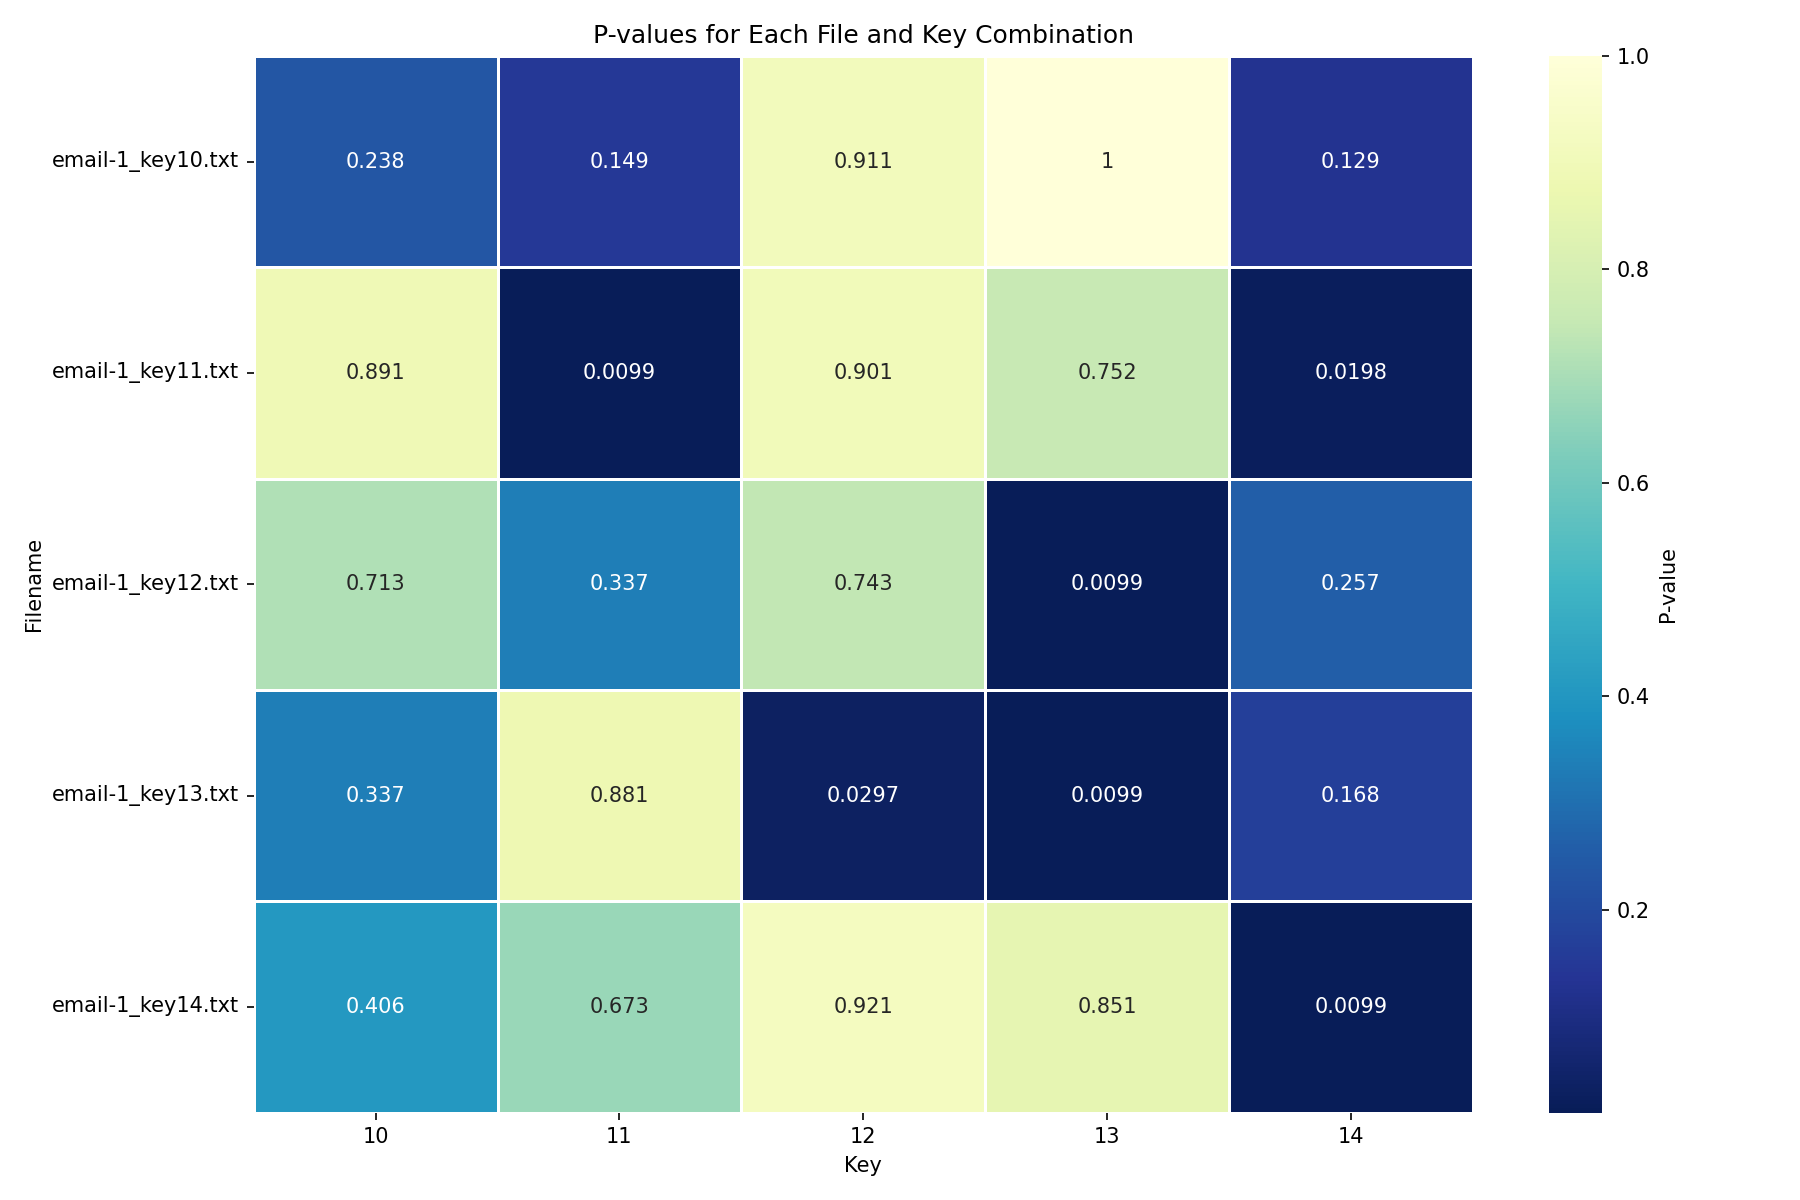 P-values for Each File and Key Combination
1.0
email-1_key10.txt 0.238 0.149 0.911 1 0.129
0.8
email-1_key11.txt 0.891 0.0099 0.901 0.752 0.0198
0.6
Filename
email-1_key12.txt 0.713 0.337 0.743 0.0099 0.257
P-value
0.4
email-1_key13.txt 0.337 0.881 0.0297 0.0099 0.168
0.2
email-1_key14.txt 0.406 0.673 0.921 0.851 0.0099
10 11 12 13 14
Key